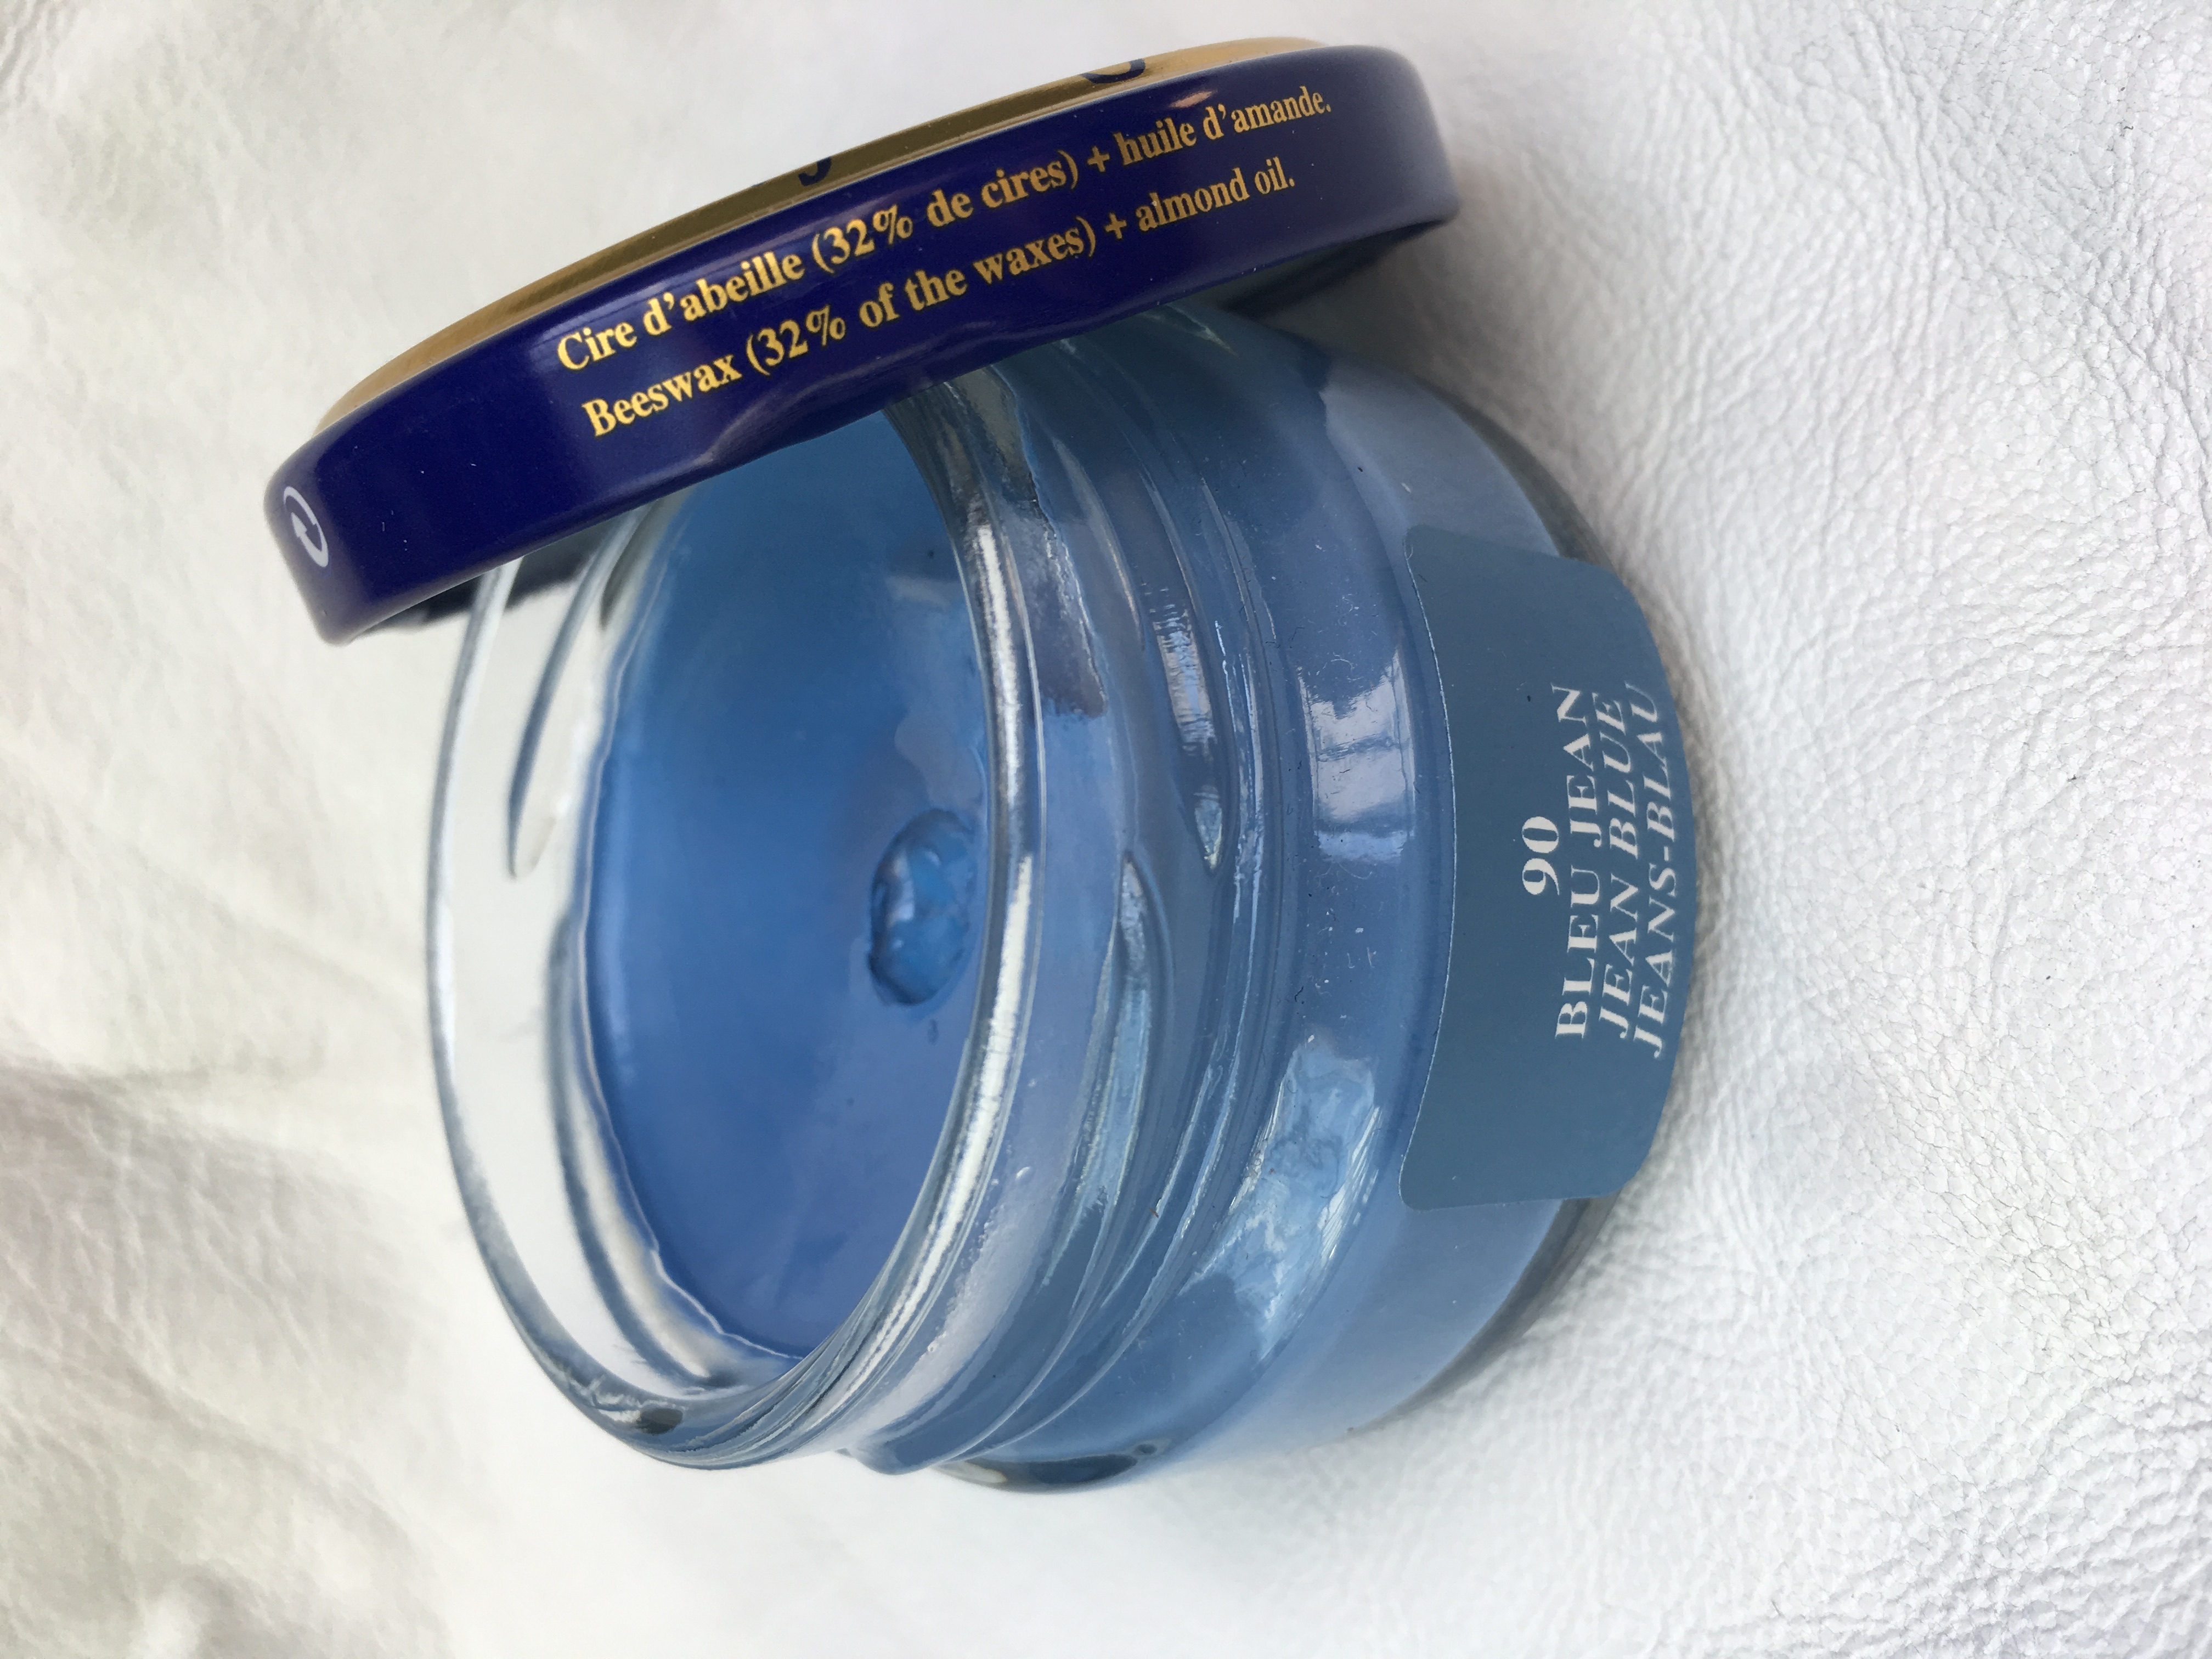 Cire d'abeille (32% de cires) + huile d'amande.
Beeswax (32% of the waxes) + almond oil.
90
BLEU JEAN
JEAN BLUE
JEANS-BLAU